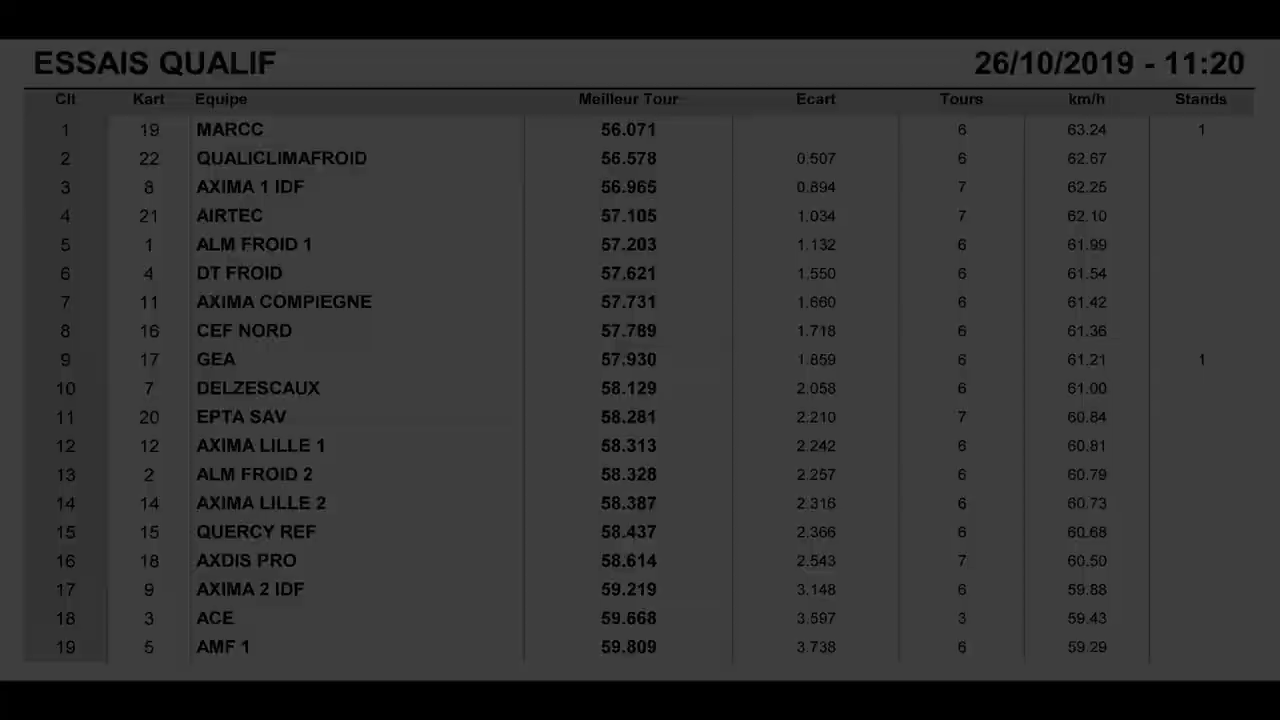 ESSAIS QUALIF 26/10/2019 - 11:20
Clt Kart Equipe Meilleur Tour Ecart Tours km/h Stands
1 19 MARCC 56.071 6 63.24 1
2 22 QUALICLIMAFROID 56.578 0.507 6 62.67
3 8 AXIMA 1 IDF 56.965 0.894 7 62.25
4 21 AIRTEC 57.105 1.034 7 62.10
5 1 ALM FROID 1 57.203 1.132 6 61.99
6 4 DT FROID 57.621 1.550 6 61.54
7 11 AXIMA COMPIEGNE 57.731 1.660 6 61.42
8 16 CEF NORD 57.789 1.718 6 61.36
9 17 GEA 57.930 1.859 6 61.21 1
10 7 DELZESCAUX 58.129 2.058 6 61.00
11 20 EPTA SAV 58.281 2.210 7 60.84
12 12 AXIMA LILLE 1 58.313 2.242 6 60.81
13 2 ALM FROID 2 58.328 2.257 6 60.79
14 14 AXIMA LILLE 2 58.387 2.316 6 60.73
15 15 QUERCY REF 58.437 2.366 6 60.68
16 18 AXDIS PRO 58.614 2.543 7 60.50
17 9 AXIMA 2 IDF 59.219 3.148 6 59.88
18 3 ACE 59.668 3.597 3 59.43
19 5 AMF 1 59.809 3.738 6 59.29